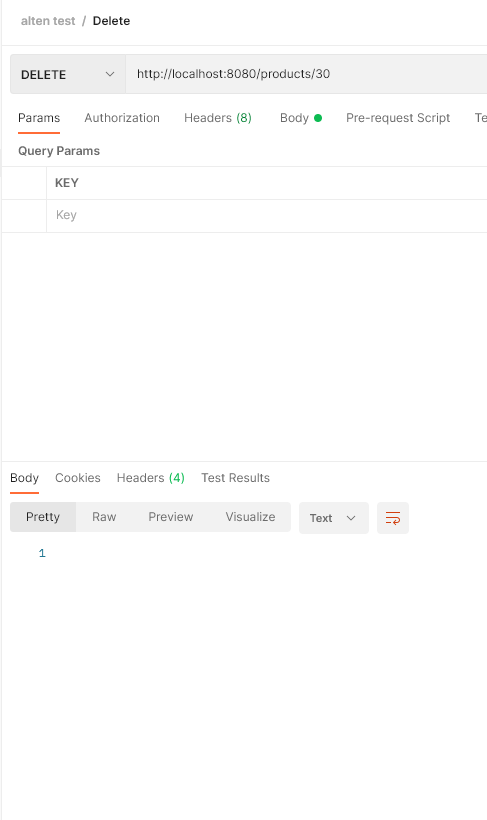 alten test / Delete
DELETE http://localhost:8080/products/30
Params Authorization Headers (8) Body Pre-request Script Te
Query Params
KEY
Key
Body Cookies Headers (4) Test Results
Pretty Raw Preview Visualize Text
1